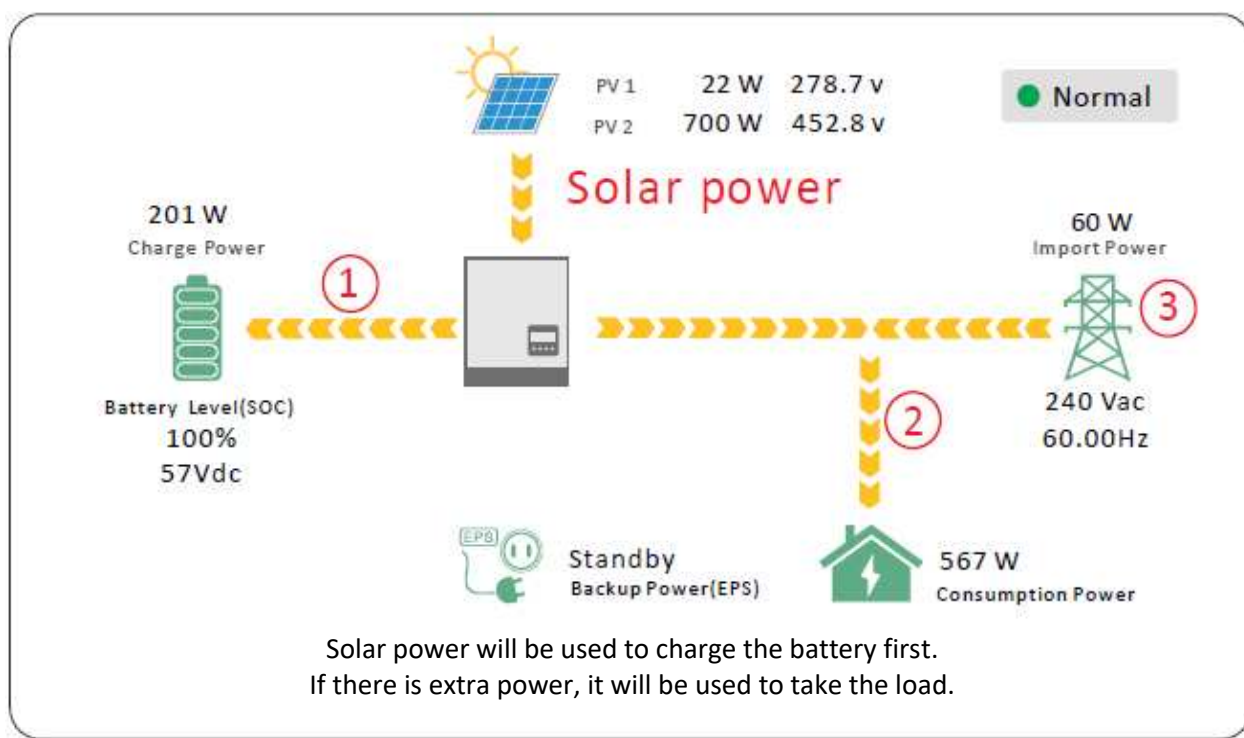 PV 1 22 W 278.7 v
PV 2 700 W 452.8 v
Normal
Solar power
201 W
Charge Power
60 W
Import Power
1
3
Battery Level(SOC)
100%
57Vdc
2
240 Vac
60.00Hz
EPS
Standby
Backup Power(EPS)
567 W
Consumption Power
Solar power will be used to charge the battery first.
If there is extra power, it will be used to take the load.